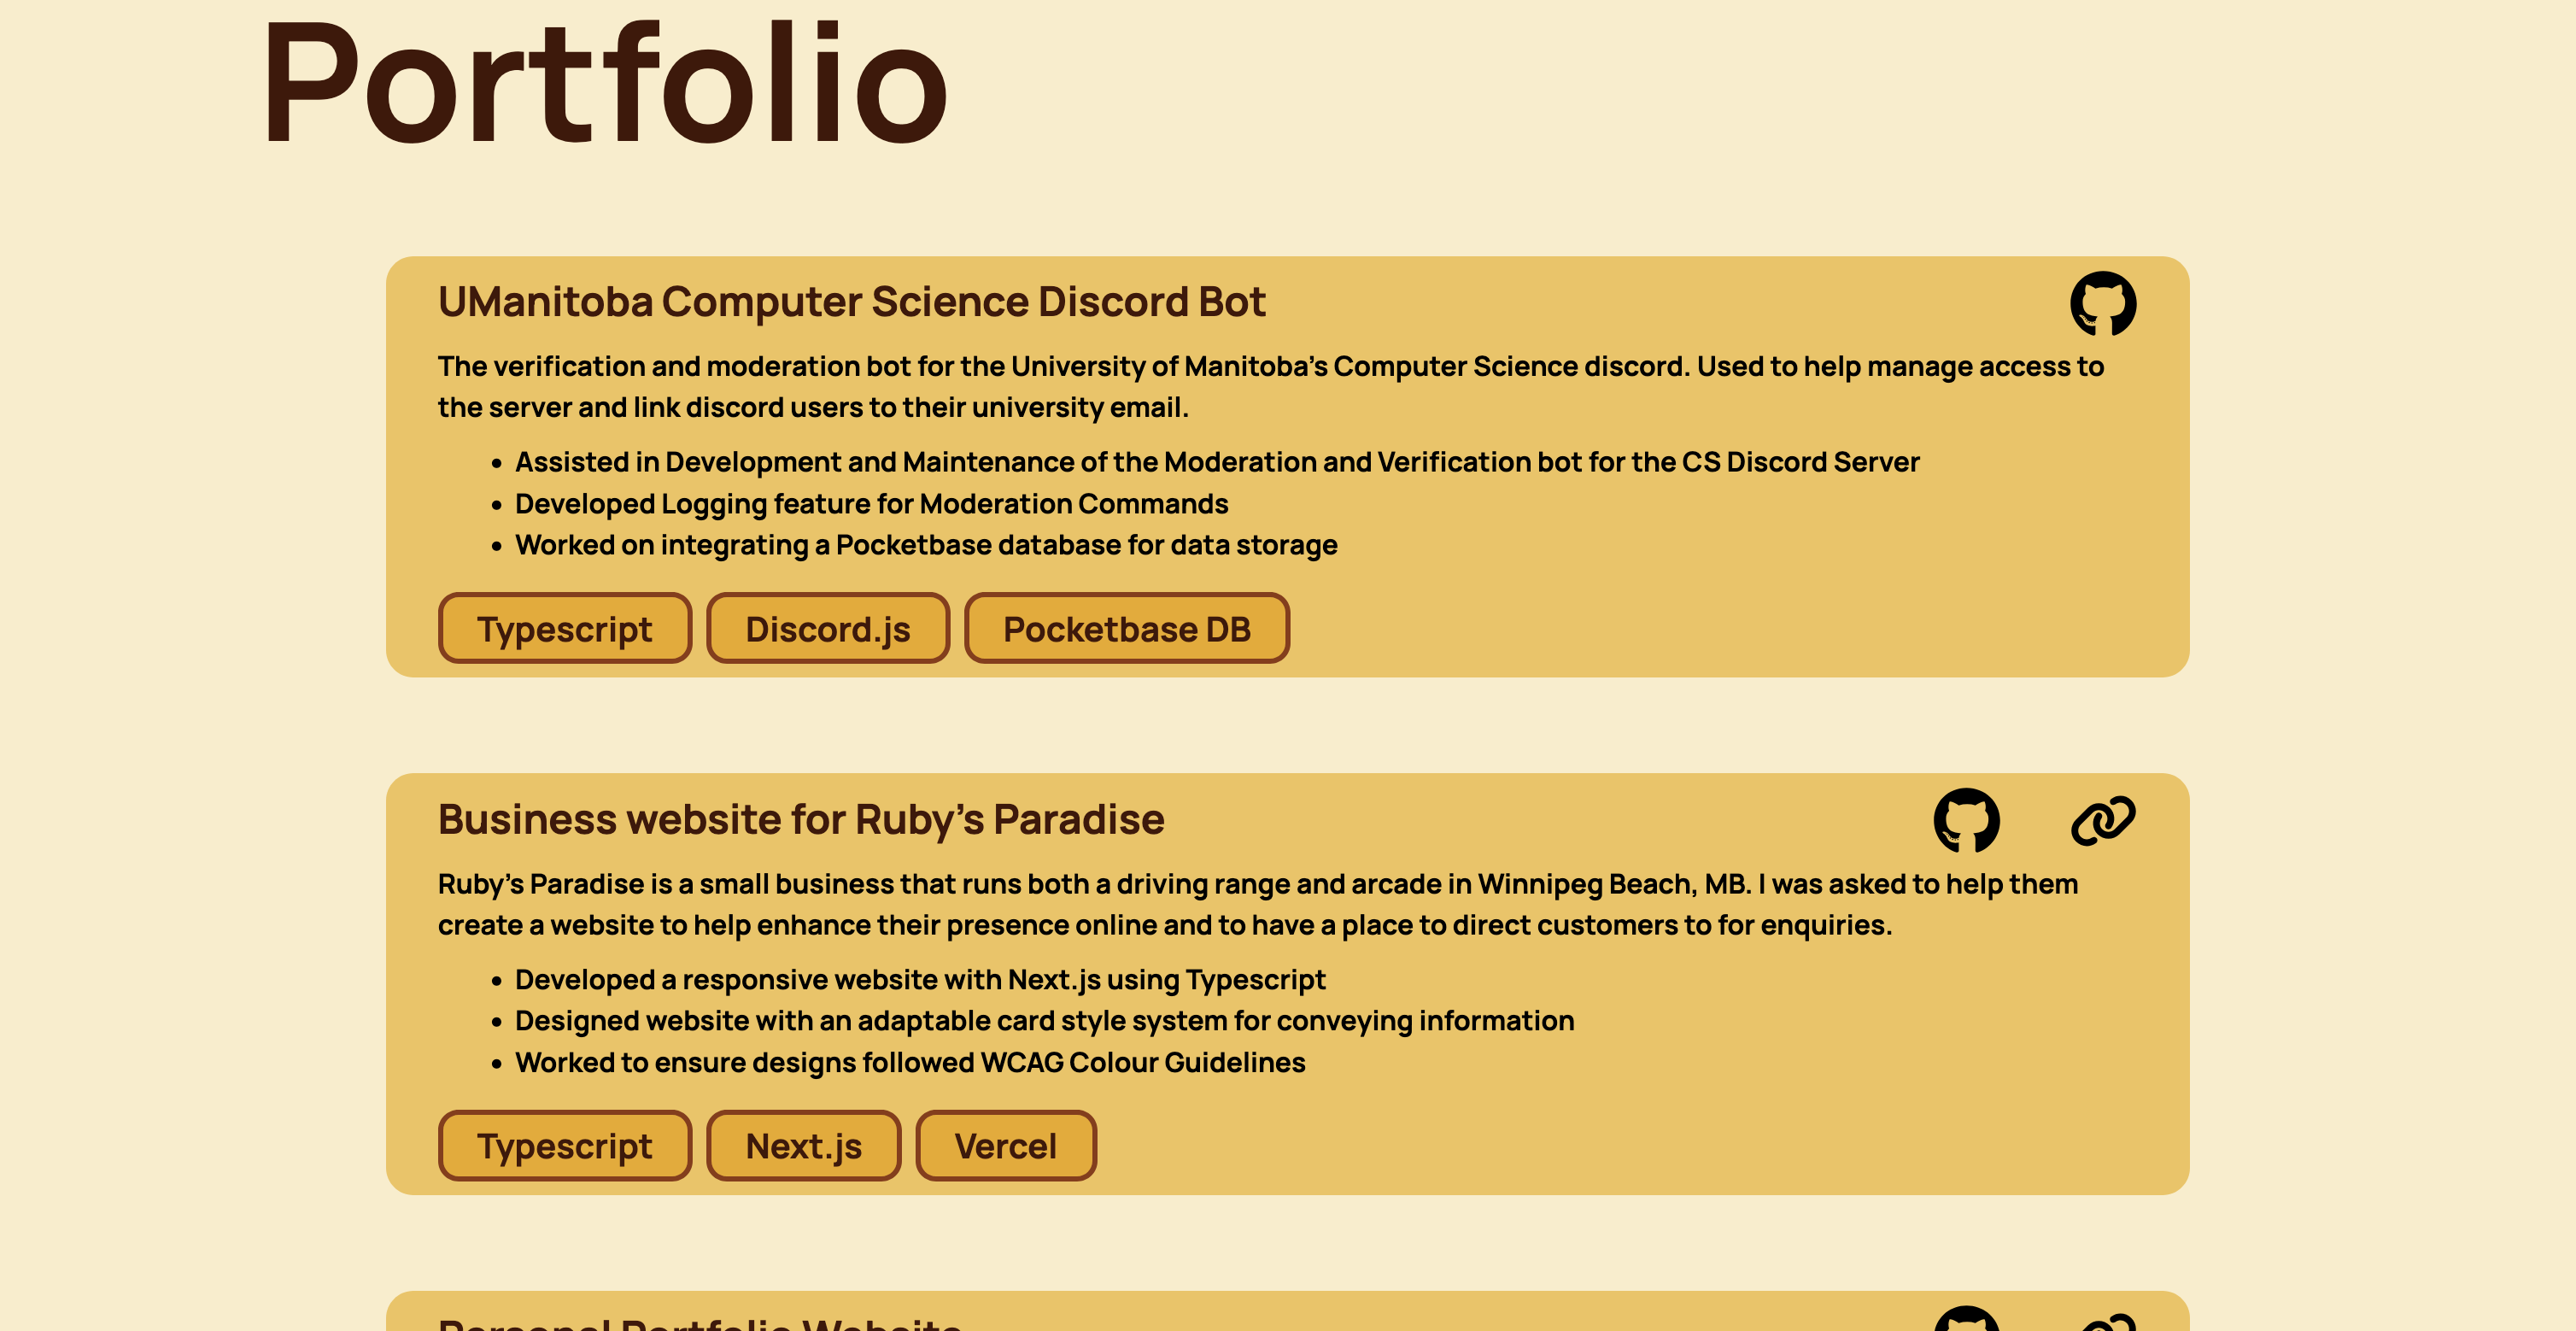 Portfolio
UManitoba Computer Science Discord Bot
The verification and moderation bot for the University of Manitoba's Computer Science discord. Used to help manage access to
the server and link discord users to their university email.
• Assisted in Development and Maintenance of the Moderation and Verification bot for the CS Discord Server
• Developed Logging feature for Moderation Commands
• Worked on integrating a Pocketbase database for data storage
Typescript Discord.js Pocketbase DB
Business website for Ruby's Paradise
Ruby's Paradise is a small business that runs both a driving range and arcade in Winnipeg Beach, MB. I was asked to help them
create a website to help enhance their presence online and to have a place to direct customers to for enquiries.
• Developed a responsive website with Next.js using Typescript
• Designed website with an adaptable card style system for conveying information
• Worked to ensure designs followed WCAG Colour Guidelines
Typescript Next.js Vercel
Personal Portfolio Website